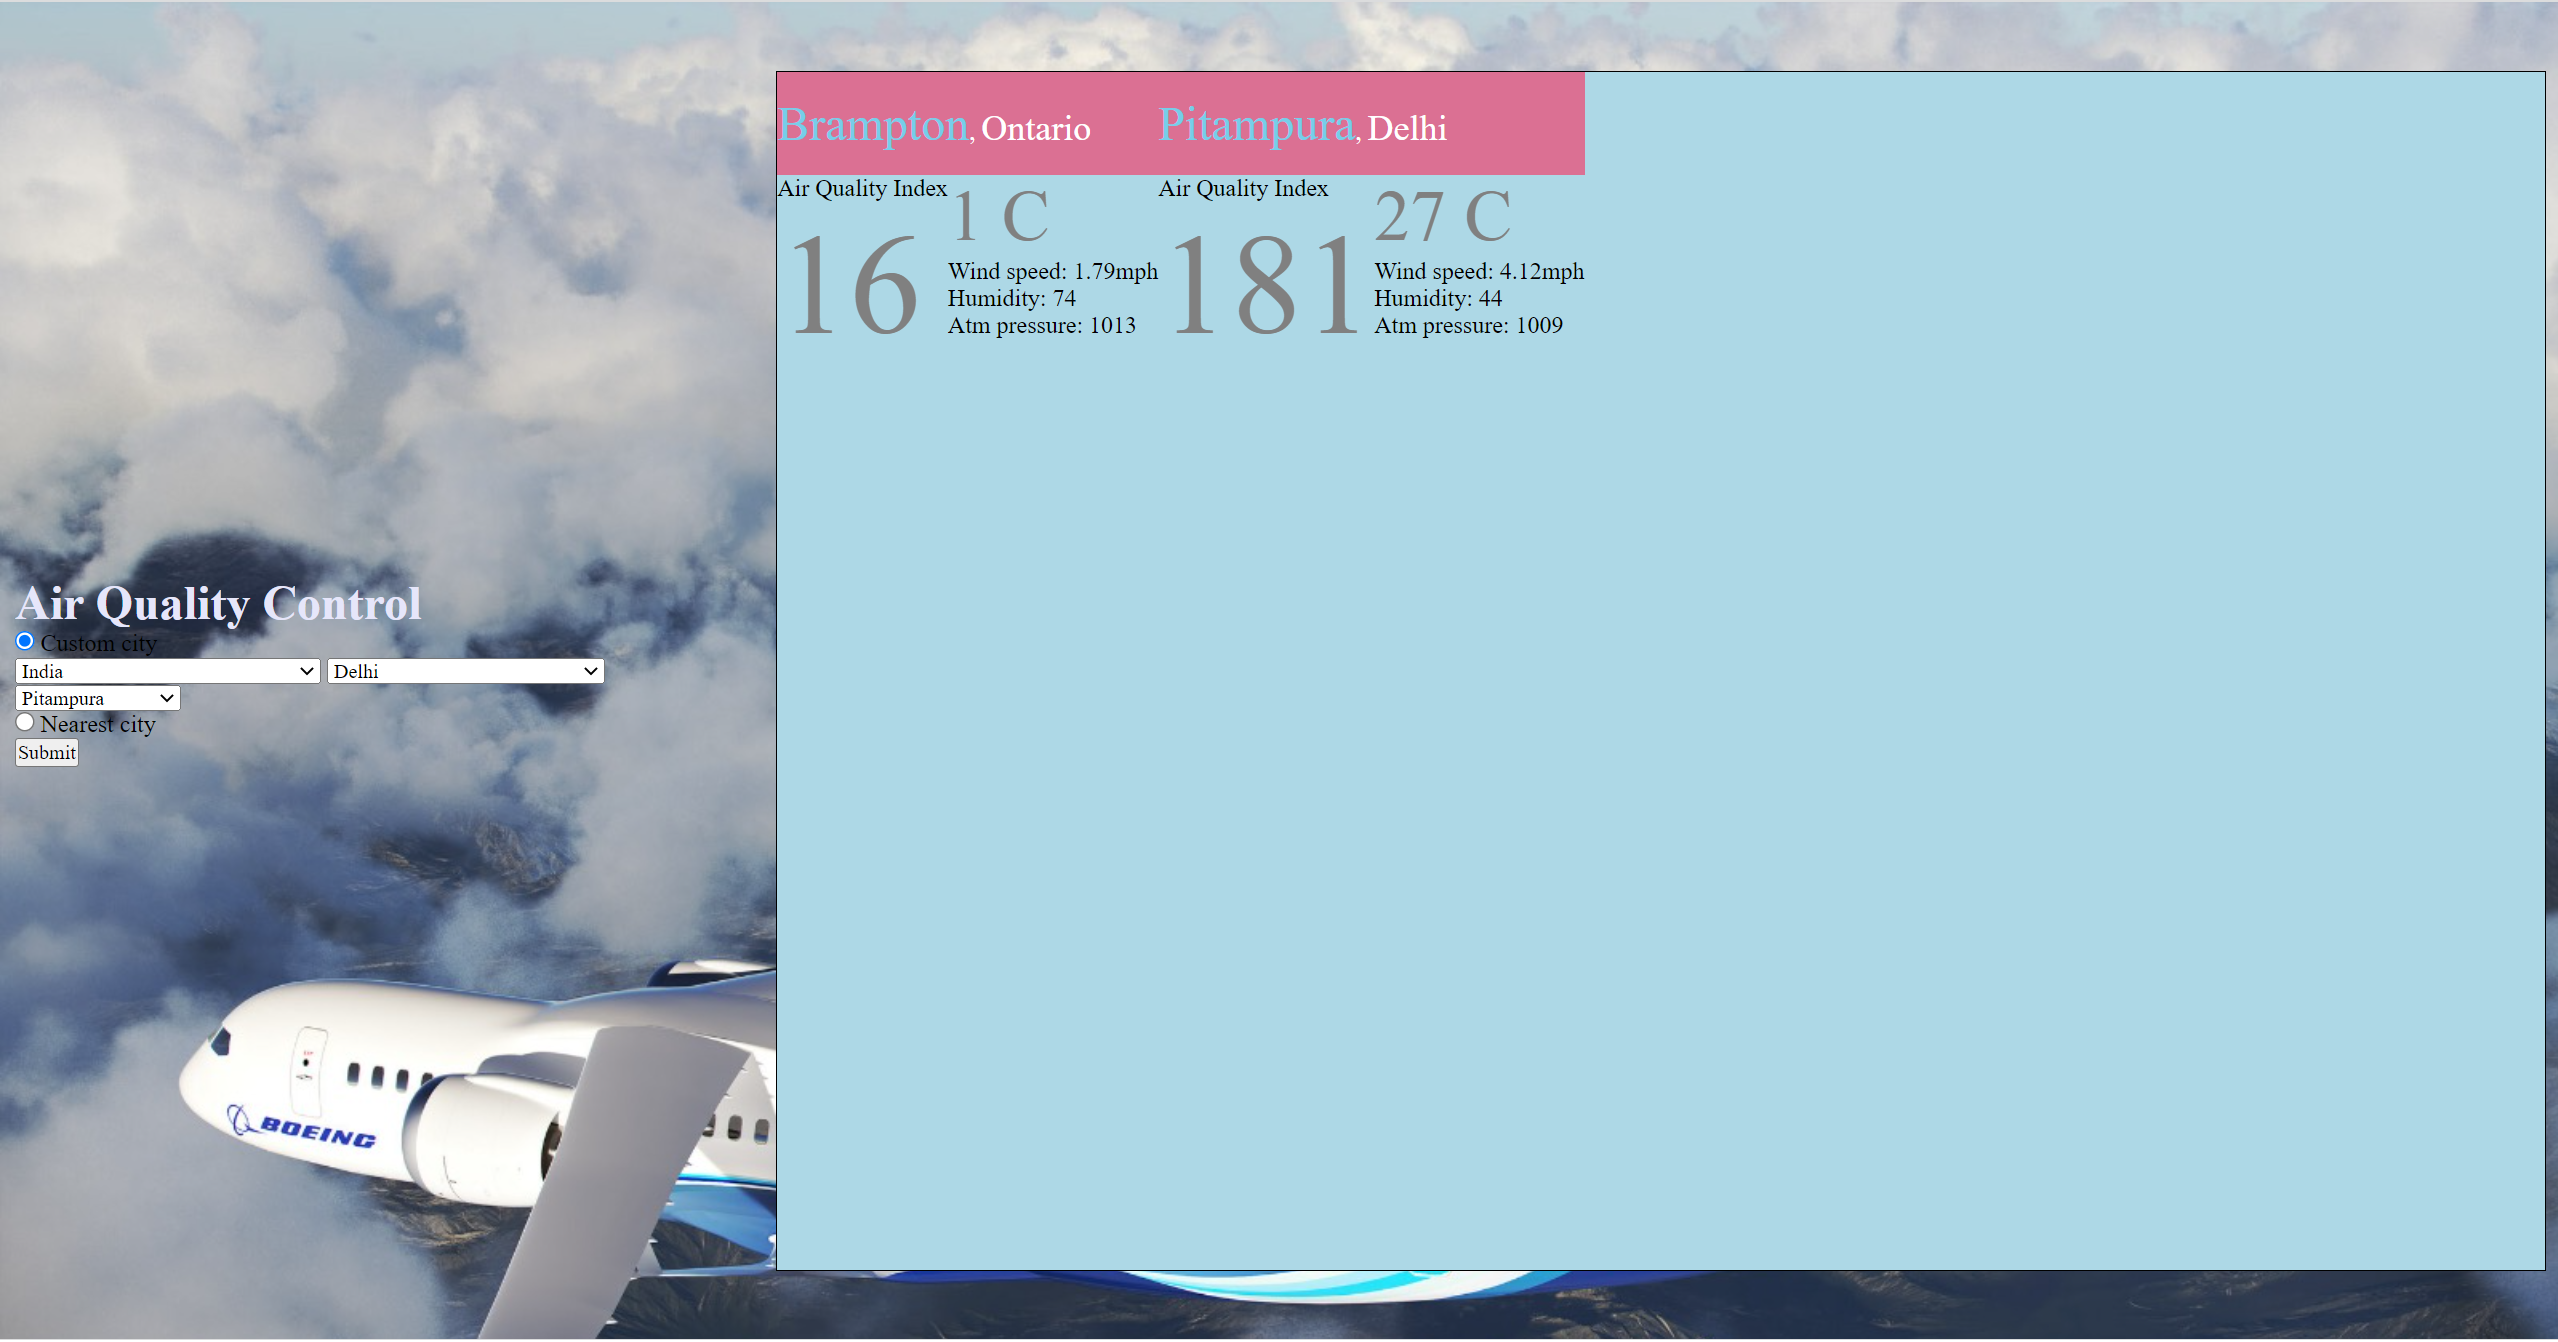 Brampton, Ontario
Air Quality Index
16
1 C
Wind speed: 1.79mph
Humidity: 74
Atm pressure: 1013
Pitampura, Delhi
Air Quality Index
181
27 C
Wind speed: 4.12mph
Humidity: 44
Atm pressure: 1009
Air Quality Control
Custom city
India
Delhi
Pitampura
Nearest city
Submit
BOEING